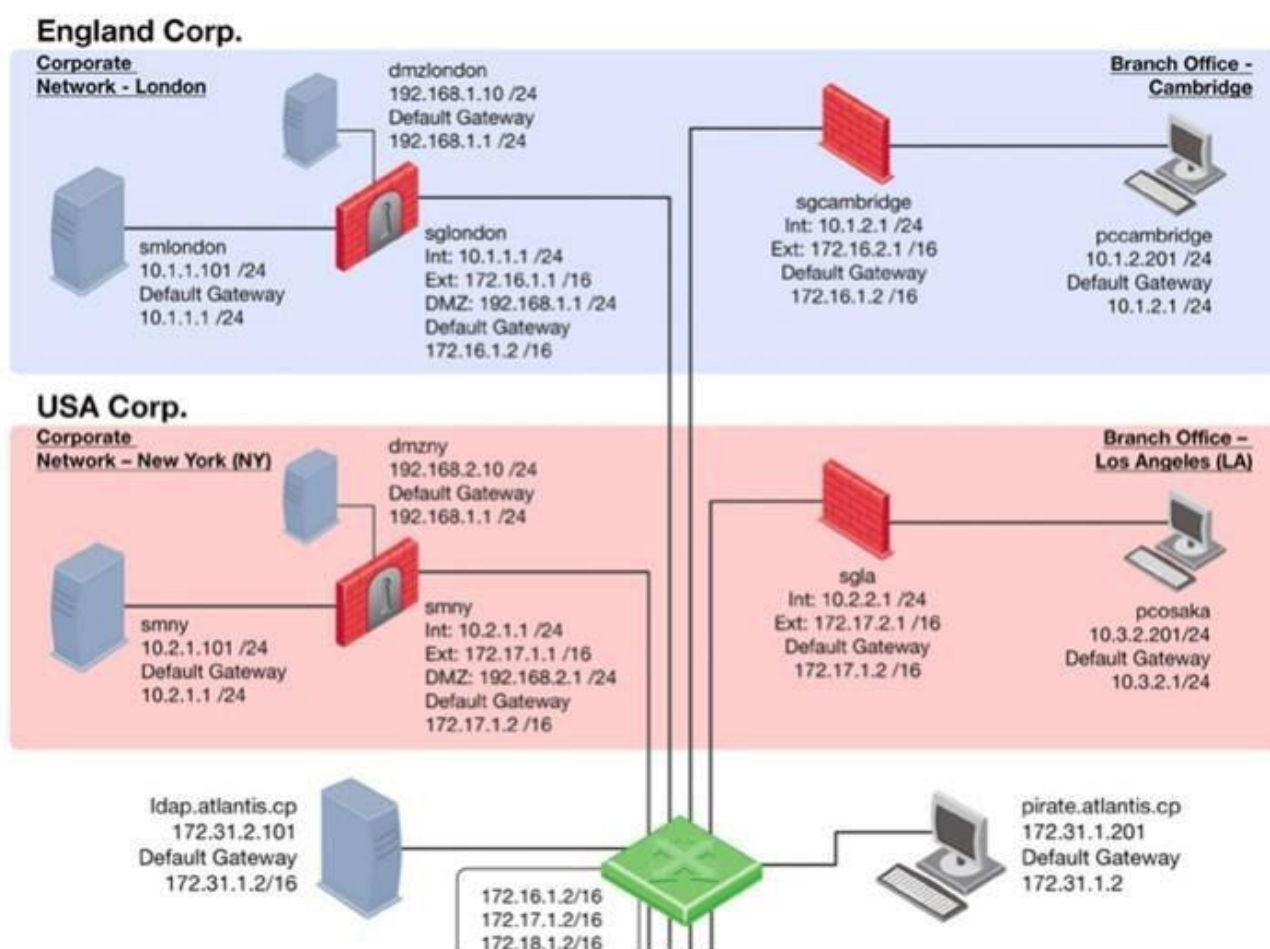 England Corp.
Corporate
Network - London
dmzlondon
192.168.1.10 /24
Default Gateway
192.168.1.1 /24
smlondon
10.1.1.101 /24
Default Gateway
10.1.1.1 /24
sglondon
Int: 10.1.1.1 /24
Ext: 172.16.1.1 /16
DMZ: 192.168.1.1 /24
Default Gateway
172.16.1.2 /16
Branch Office -
Cambridge
sgcambridge
Int: 10.1.2.1 /24
Ext: 172.16.2.1 /16
Default Gateway
172.16.1.2 /16
pccambridge
10.1.2.201 /24
Default Gateway
10.1.2.1 /24
USA Corp.
Corporate
Network – New York (NY)
dmzny
192.168.2.10 /24
Default Gateway
192.168.1.1 /24
smny
10.2.1.101 /24
Default Gateway
10.2.1.1 /24
smny
Int: 10.2.1.1 /24
Ext: 172.17.1.1 /16
DMZ: 192.168.2.1 /24
Default Gateway
172.17.1.2 /16
Branch Office –
Los Angeles (LA)
sgla
Int: 10.2.2.1 /24
Ext: 172.17.2.1 /16
Default Gateway
172.17.1.2 /16
pcosaka
10.3.2.201/24
Default Gateway
10.3.2.1/24
ldap.atlantis.cp
172.31.2.101
Default Gateway
172.31.1.2/16
pirate.atlantis.cp
172.31.1.201
Default Gateway
172.31.1.2
172.16.1.2/16
172.17.1.2/16
172.18.1.2/16